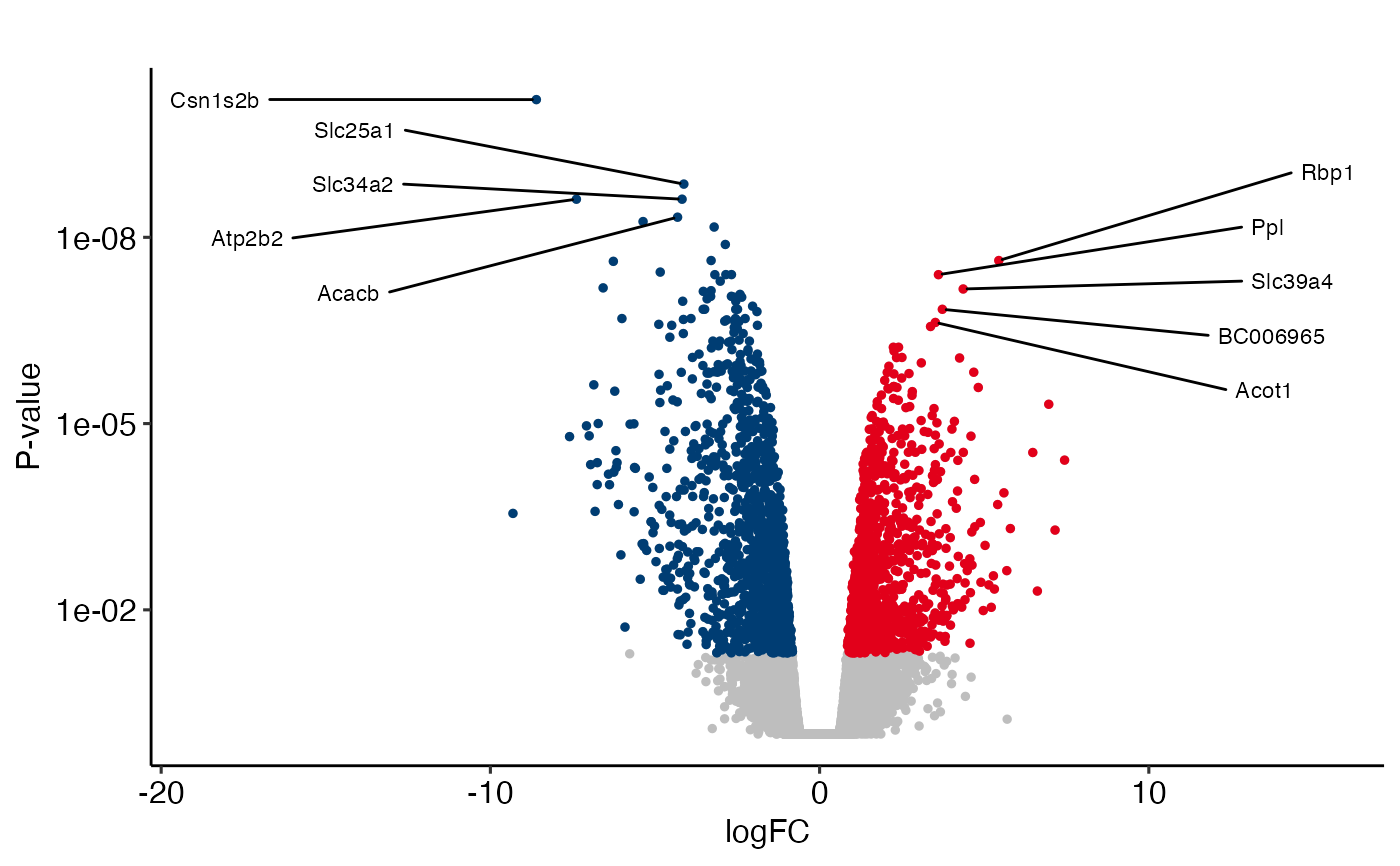 Csn1s2b
Slc25a1
Slc34a2
Atp2b2
Acacb
Rbp1
Ppl
Slc39a4
BC006965
Acot1
P-value
1e-08
1e-05
1e-02
-20 -10 0 10
logFC